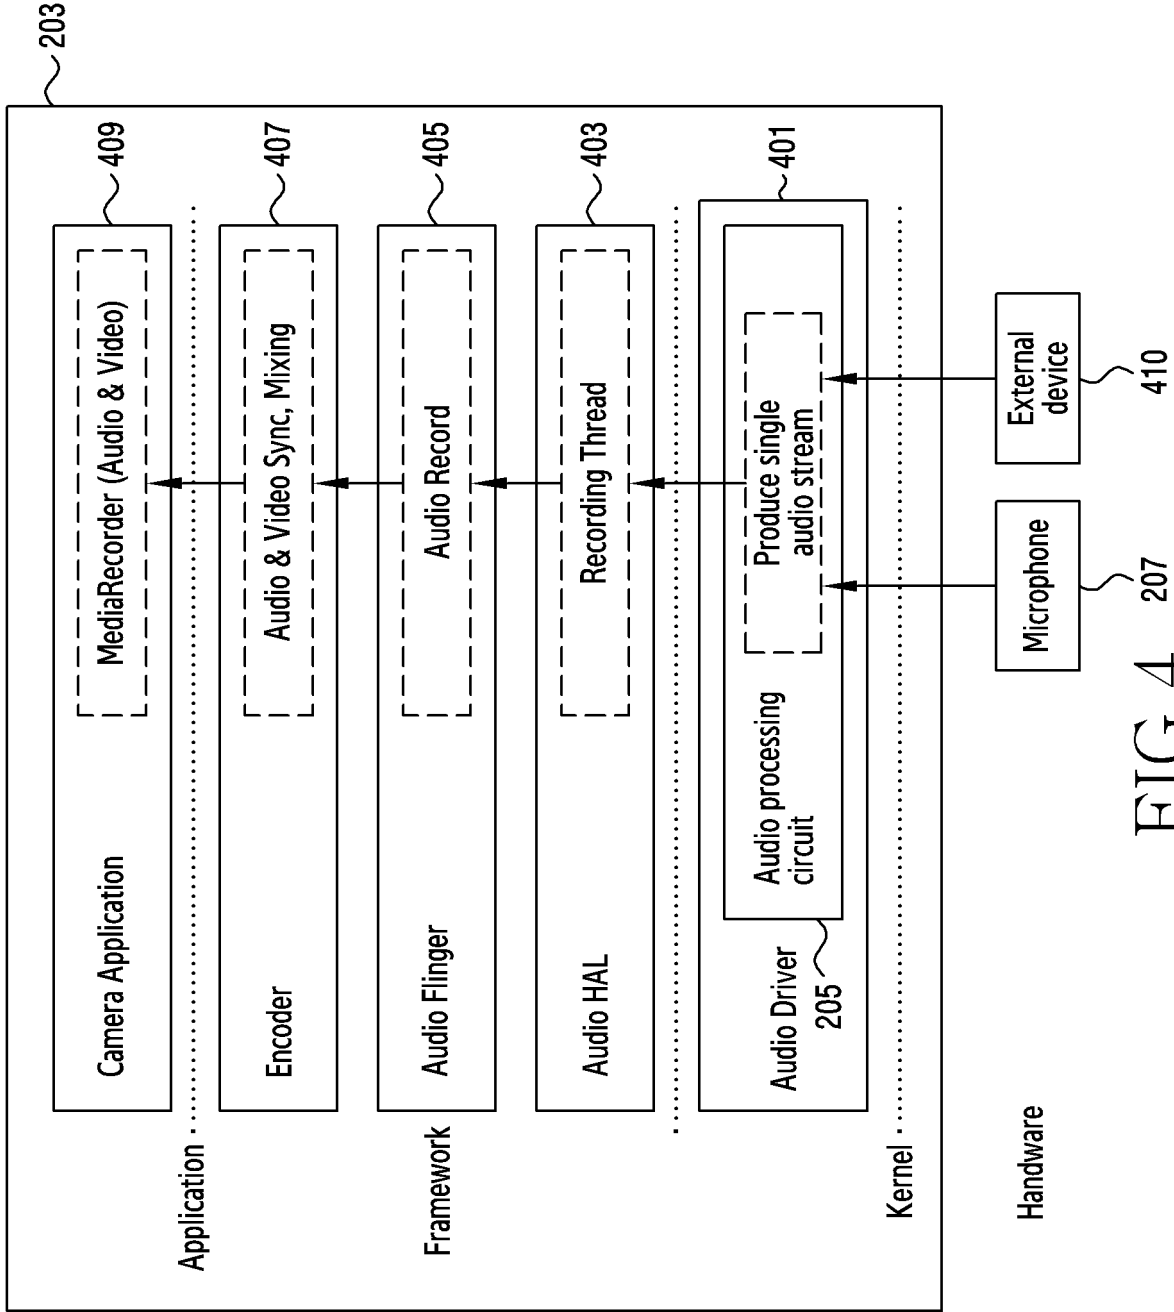 203
Application
Camera Application
MediaRecorder (Audio & Video)
409
Framework
Encoder
Audio & Video Sync, Mixing
407
Audio Flinger
Audio Record
405
Audio HAL
Recording Thread
403
Kernel
Audio Driver
401
205
Audio processing
circuit
Produce single
audio stream
Handware
Microphone
207
External
device
410
FIG 4